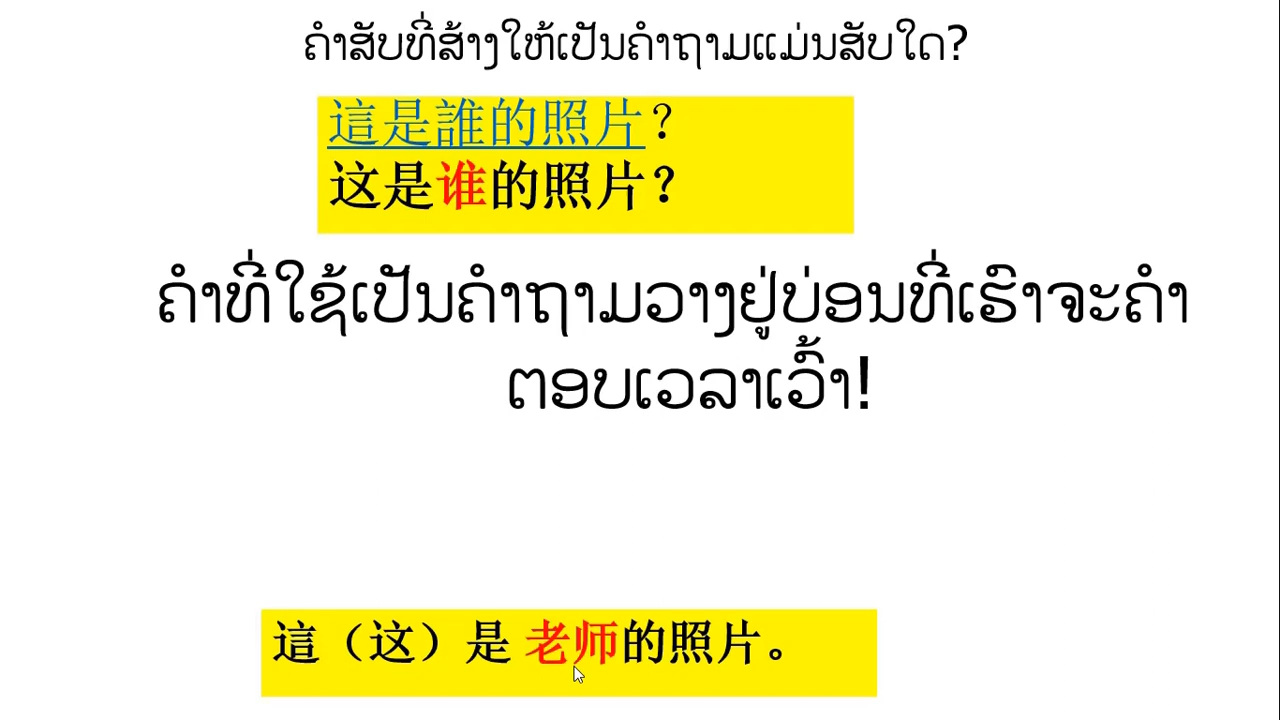 ຄຳສັບທີ່ສ້າງໃຫ້ເປັນຄຳຖາມແມ່ນສັບໃດ?
這是誰的照片？
这是谁的照片？
ຄຳທີ່ໃຊ້ເປັນຄຳຖາມວາງຢູ່ບ່ອນທີ່ເຮົາຈະຄຳ
ຕອບເວລາເວົ້າ!
這（这）是 老师的照片。